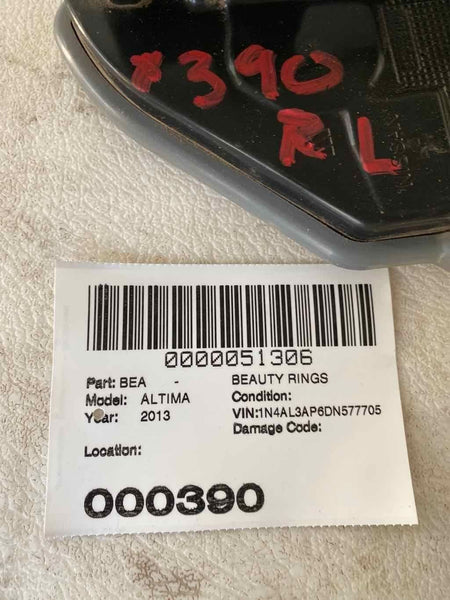 #390
RL
0000051306
Part: BEA - BEAUTY RINGS
Model: ALTIMA Condition:
Year: 2013 VIN:1N4AL3AP6DN577705
Damage Code:
Location:
000390